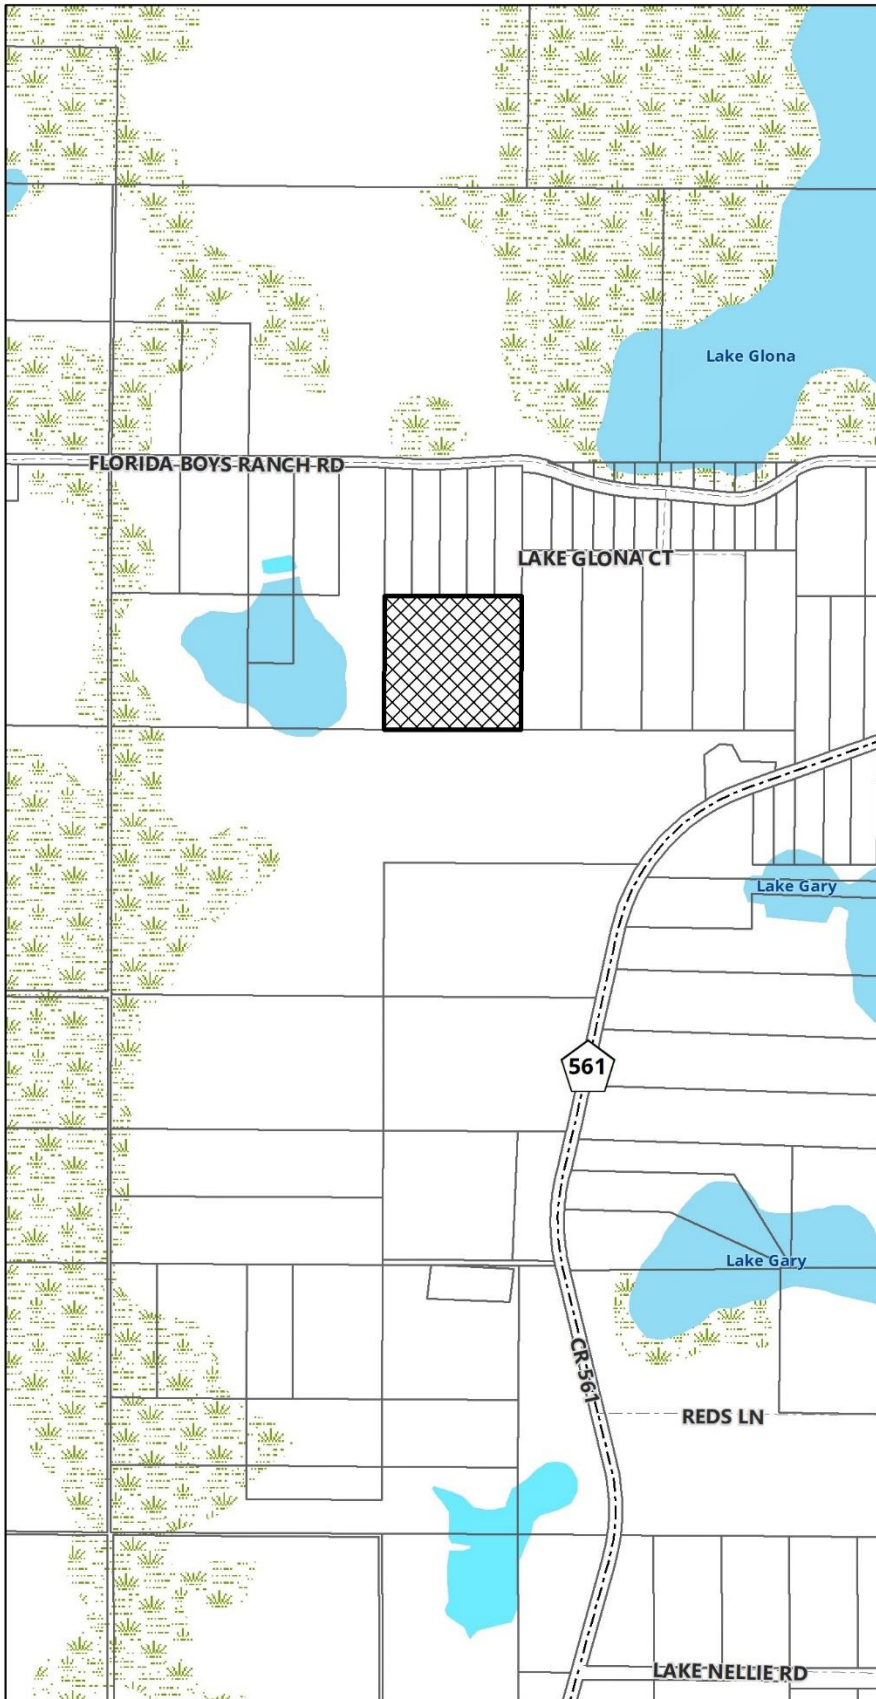 Lake Glona
FLORIDA BOYS RANCH RD
LAKE GLONA CT
Lake Gary
561
Lake Gary
CR 561
REDS LN
LAKE NELLIE RD